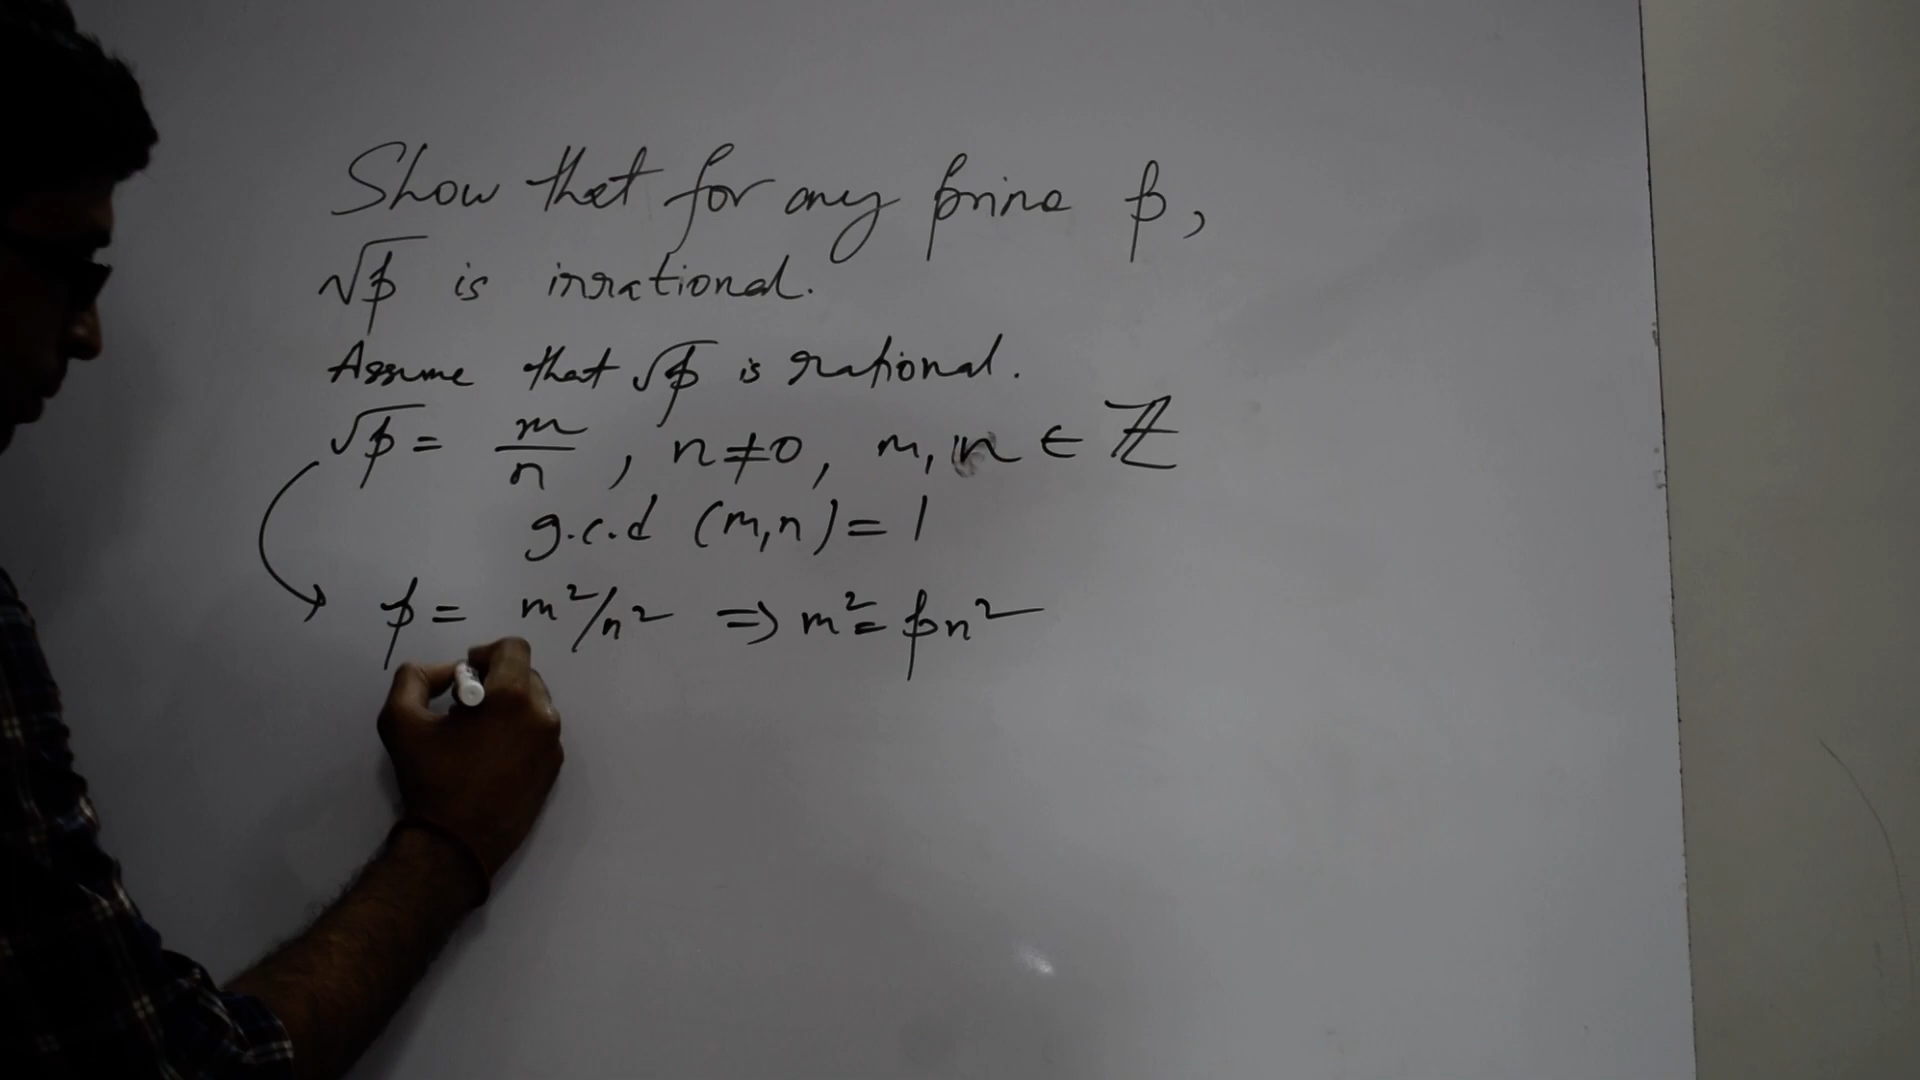 Show that for any prime p,
√p is irrational.
Assume that √p is rational.
√p = m/n , n≠0, m, n ∈ ℤ
g.c.d (m,n) = 1
p = m²/n² ⇒ m² = pn²